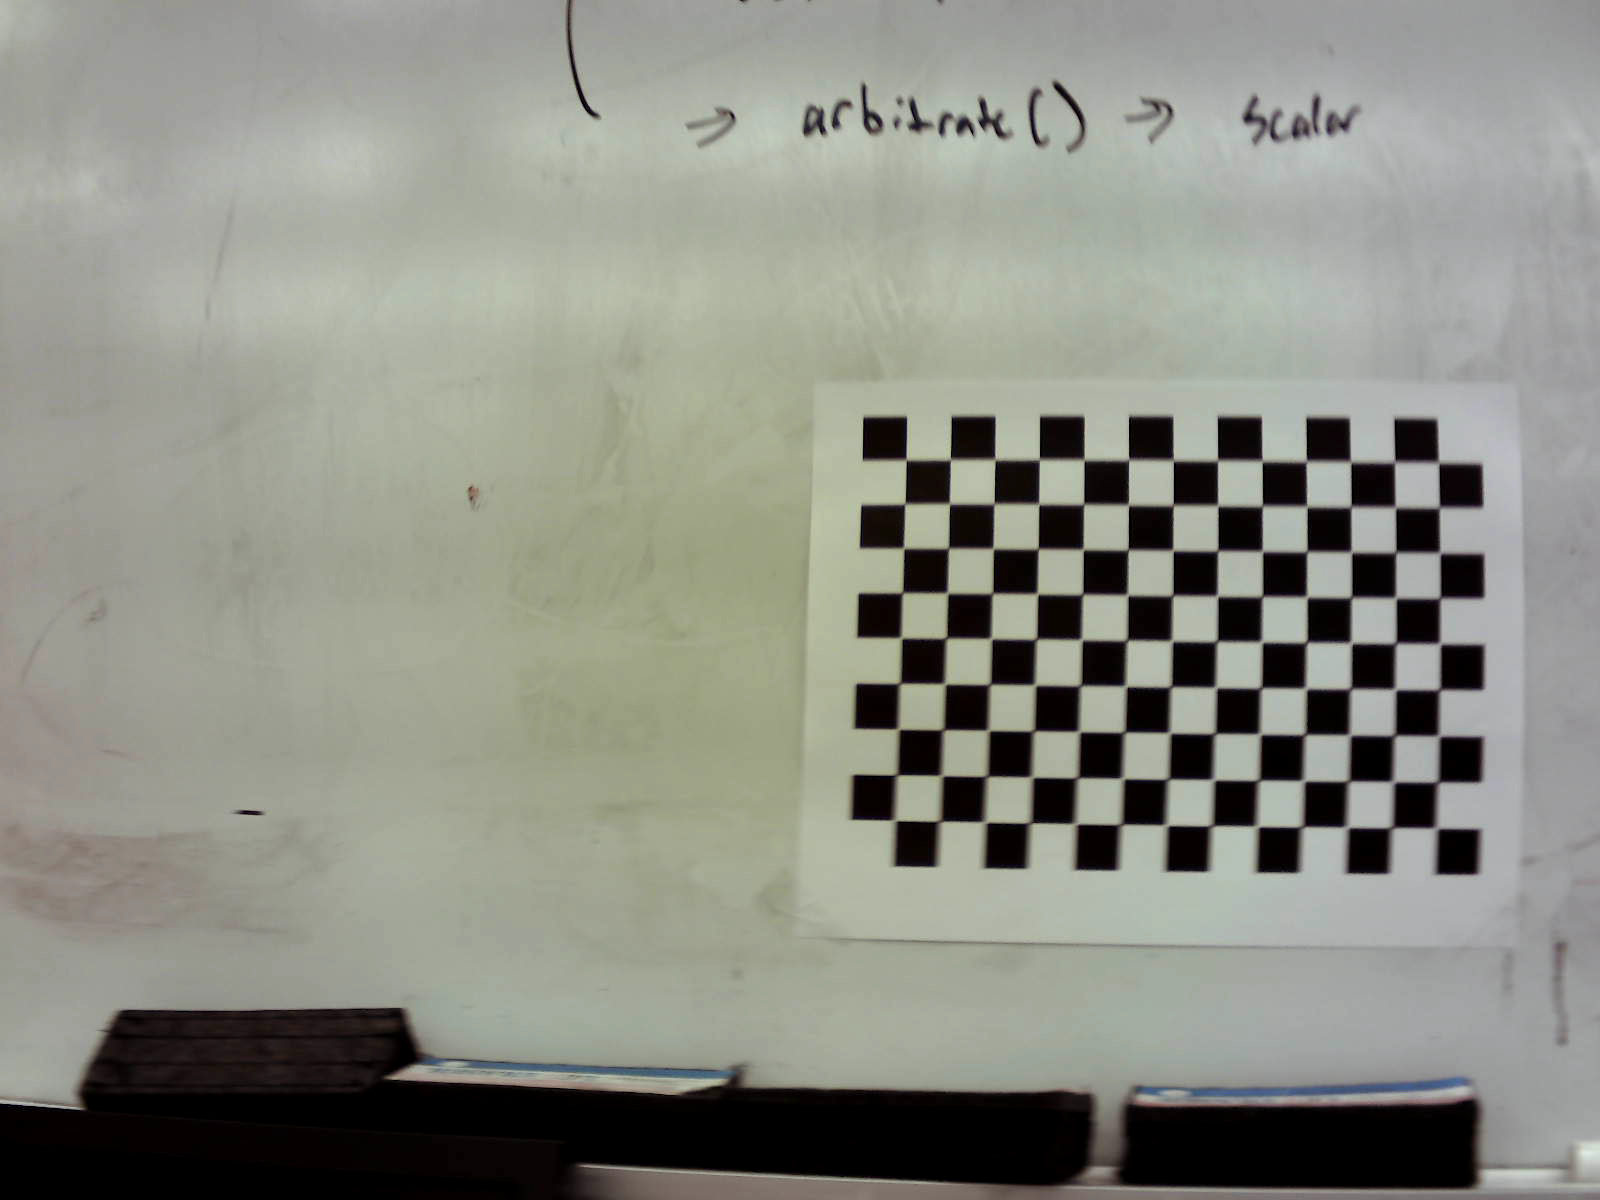 ⇒ arbitrate() ⇒ scalar